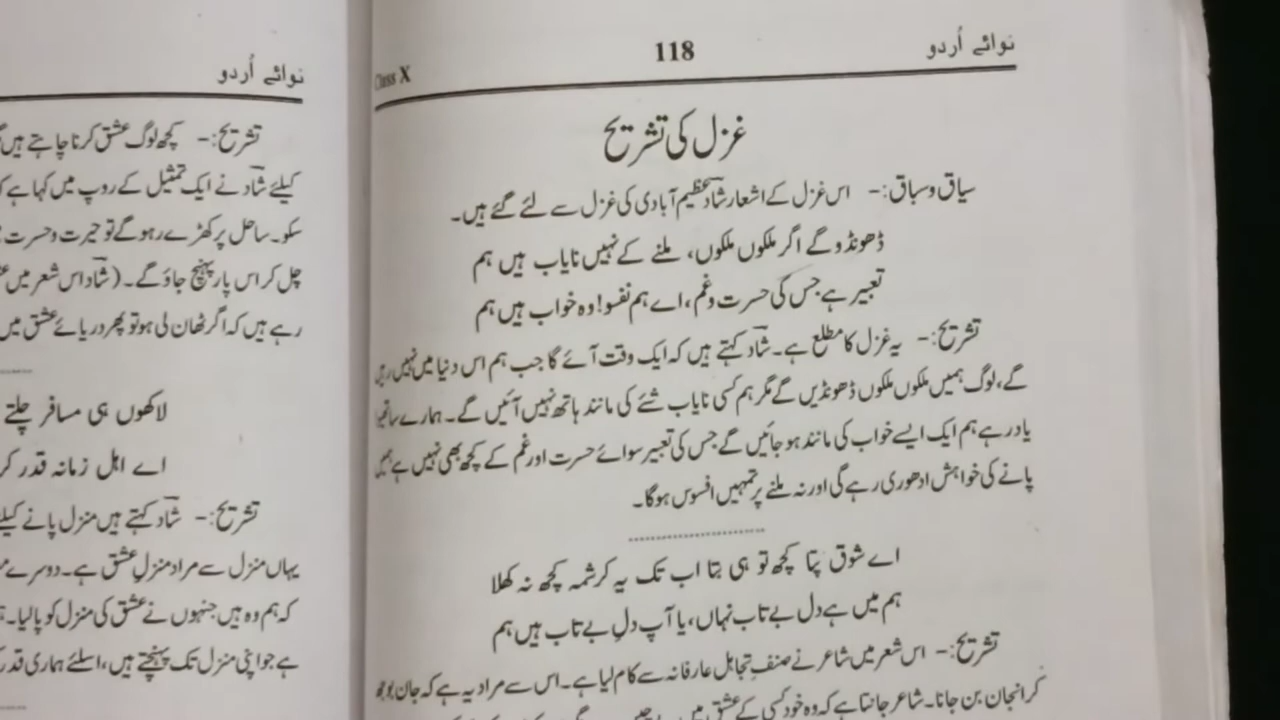 نوائے اُردو
118
Class X
غزل کی تشریح
سیاق و سباق:- اس غزل کے اشعار شاد عظیم آبادی کی غزل سے لئے گئے ہیں۔
ڈھونڈو گے اگر ملکوں ملکوں، ملنے کے نہیں نایاب ہیں ہم
تعبیر ہے جس کی حسرت و غم، اے ہم نفسو! وہ خواب ہیں ہم
تشریح:- یہ غزل کا مطلع ہے۔ شاد کہتے ہیں کہ ایک وقت آئے گا جب ہم اس دنیا میں نہیں رہیں
گے، لوگ ہمیں ملکوں ملکوں ڈھونڈیں گے مگر ہم کسی نایاب شئے کی مانند ہاتھ نہیں آئیں گے۔ ہمارے
یاد رہے ہم ایک ایسے خواب کی مانند ہو جائیں گے جس کی تعبیر سوائے حسرت اور غم کے کچھ بھی نہیں ہے
پانے کی خواہش ادھوری رہے گی اور نہ ملنے پر تمہیں افسوس ہوگا۔
اے شوق پتا کچھ تو ہی بتا اب تک یہ کرشمہ کچھ نہ کھلا
ہم میں ہے دل بے تاب نہاں، یا آپ دلِ بے تاب ہیں ہم
تشریح:- اس شعر میں شاعر نے صنفِ تجاہل عارفانہ سے کام لیا ہے۔ اس سے مراد یہ ہے کہ جان بوجھ
کر انجان بن جانا۔ شاعر جانتا ہے کہ وہ خود کسی کے عشق میں
نوائے اُردو
تشریح:- کچھ لوگ عشق کرنا چاہتے ہیں
کیلئے شاد نے ایک تمثیل کے روپ میں کہا ہے
سکو۔ ساحل پر کھڑے رہو گے تو حیرت و حسرت
چل کر اس پار پہنچ جاؤ گے۔ (شاد اس شعر میں
رہے ہیں کہ اگر ٹھان لی ہو تو پھر دریائے عشق میں
لاکھوں ہی مسافر چلتے
اے اہل زمانہ قدر
تشریح:- شاد کہتے ہیں منزل پانے
یہاں منزل سے مراد منزلِ عشق ہے۔ دوسرے
کہ ہم وہ ہیں جنہوں نے عشق کی منزل کو پا لیا۔
ہے جو اپنی منزل تک پہنچتے ہیں، اسلئے ہماری قدر